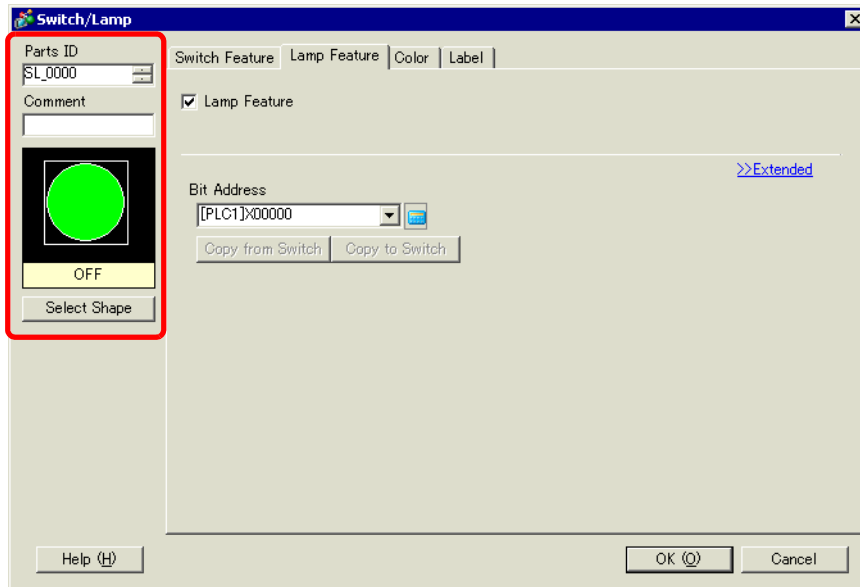 Switch/Lamp
Parts ID
SL_0000
Comment
OFF
Select Shape
Switch Feature Lamp Feature Color Label
Lamp Feature
>>Extended
Bit Address
[PLC1]X00000
Copy from Switch Copy to Switch
Help (H) OK (O) Cancel